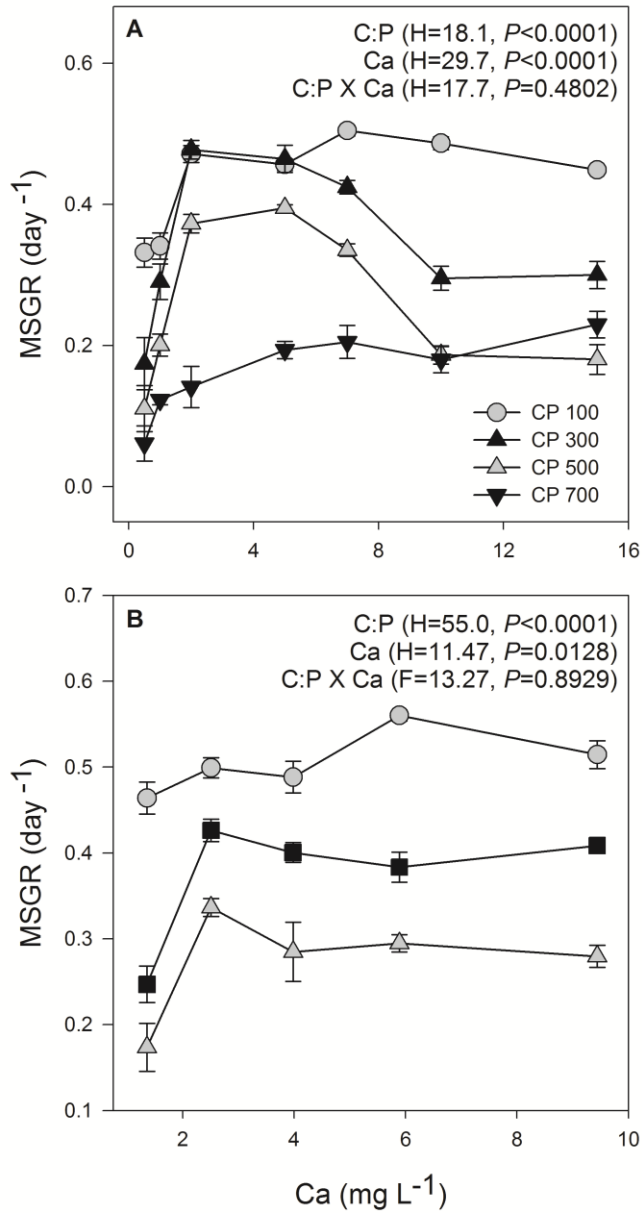 A
C:P (H=18.1, P<0.0001)
Ca (H=29.7, P<0.0001)
C:P X Ca (H=17.7, P=0.4802)
0.6
0.4
0.2
0.0
MSGR (day -1)
CP 100
CP 300
CP 500
CP 700
0 4 8 12 16
B
C:P (H=55.0, P<0.0001)
Ca (H=11.47, P=0.0128)
C:P X Ca (F=13.27, P=0.8929)
0.7
0.6
0.5
0.4
0.3
0.2
0.1
MSGR (day -1)
2 4 6 8 10
Ca (mg L-1)